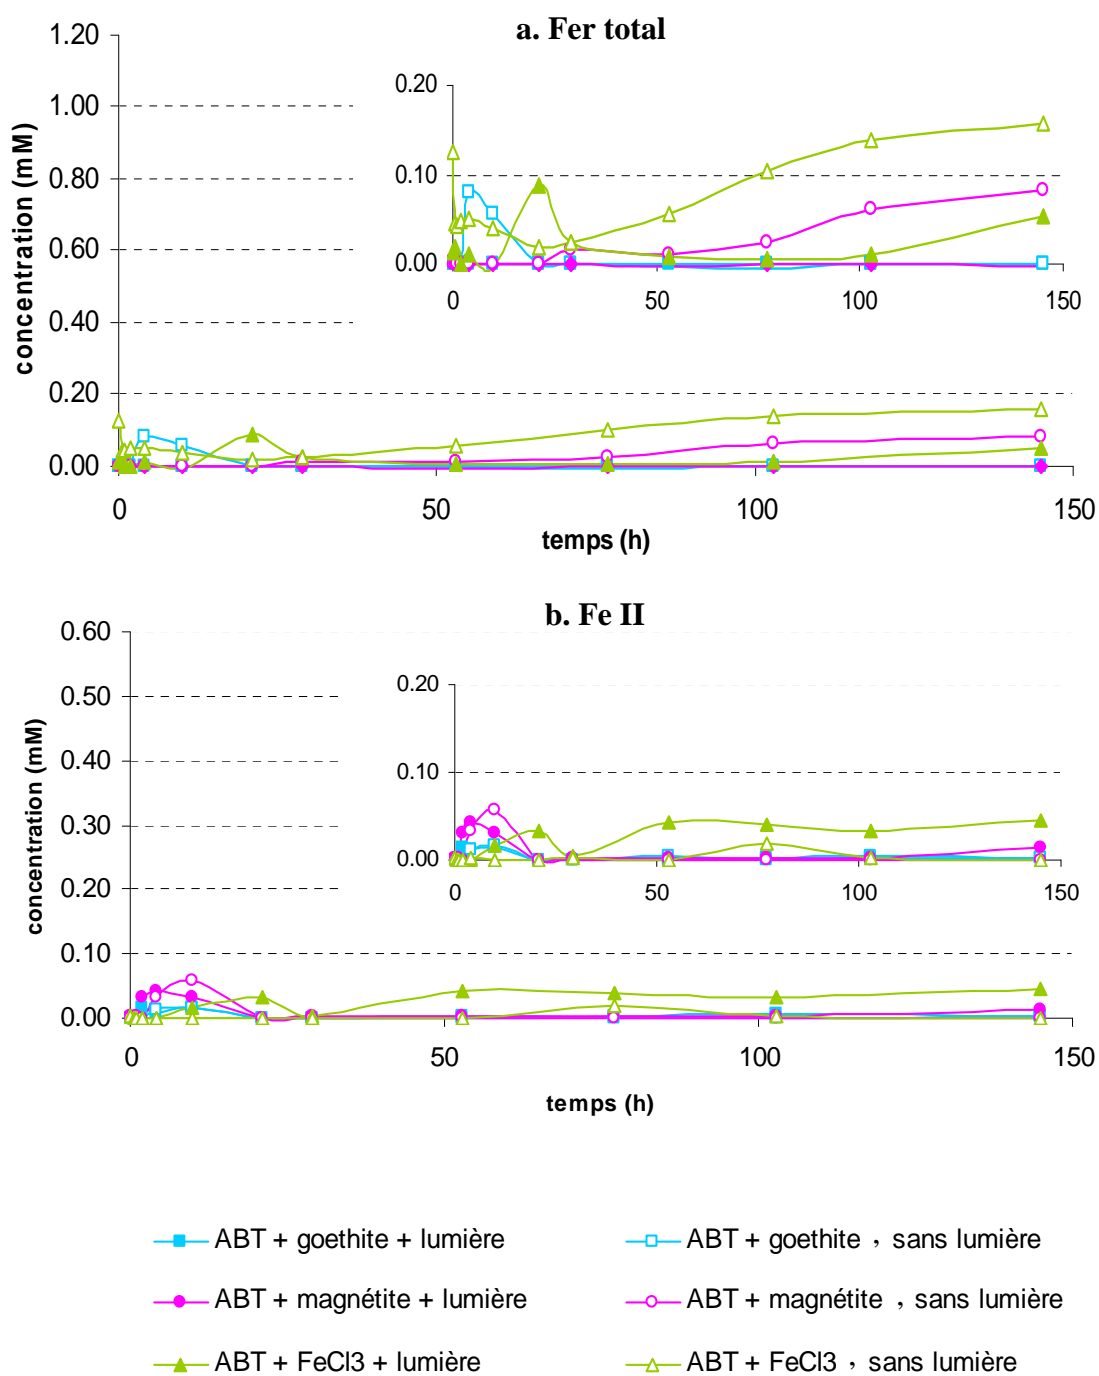 a. Fer total
1.20
1.00
0.80
0.60
0.40
0.20
0.00
concentration (mM)
0.20
0.10
0.00
0 50 100 150
0 50 100 150
temps (h)
b. Fe II
0.60
0.50
0.40
0.30
0.20
0.10
0.00
concentration (mM)
0.20
0.10
0.00
0 50 100 150
0 50 100 150
temps (h)
ABT + goethite + lumière
ABT + goethite , sans lumière
ABT + magnétite + lumière
ABT + magnétite , sans lumière
ABT + FeCl3 + lumière
ABT + FeCl3 , sans lumière